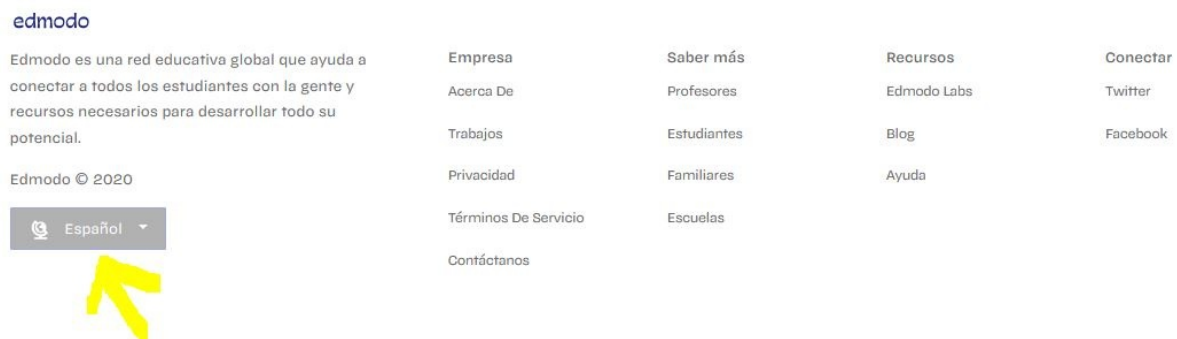 edmodo
Edmodo es una red educativa global que ayuda a
conectar a todos los estudiantes con la gente y
recursos necesarios para desarrollar todo su
potencial.
Edmodo © 2020
Español
Empresa
Acerca De
Trabajos
Privacidad
Términos De Servicio
Contáctanos
Saber más
Profesores
Estudiantes
Familiares
Escuelas
Recursos
Edmodo Labs
Blog
Ayuda
Conectar
Twitter
Facebook